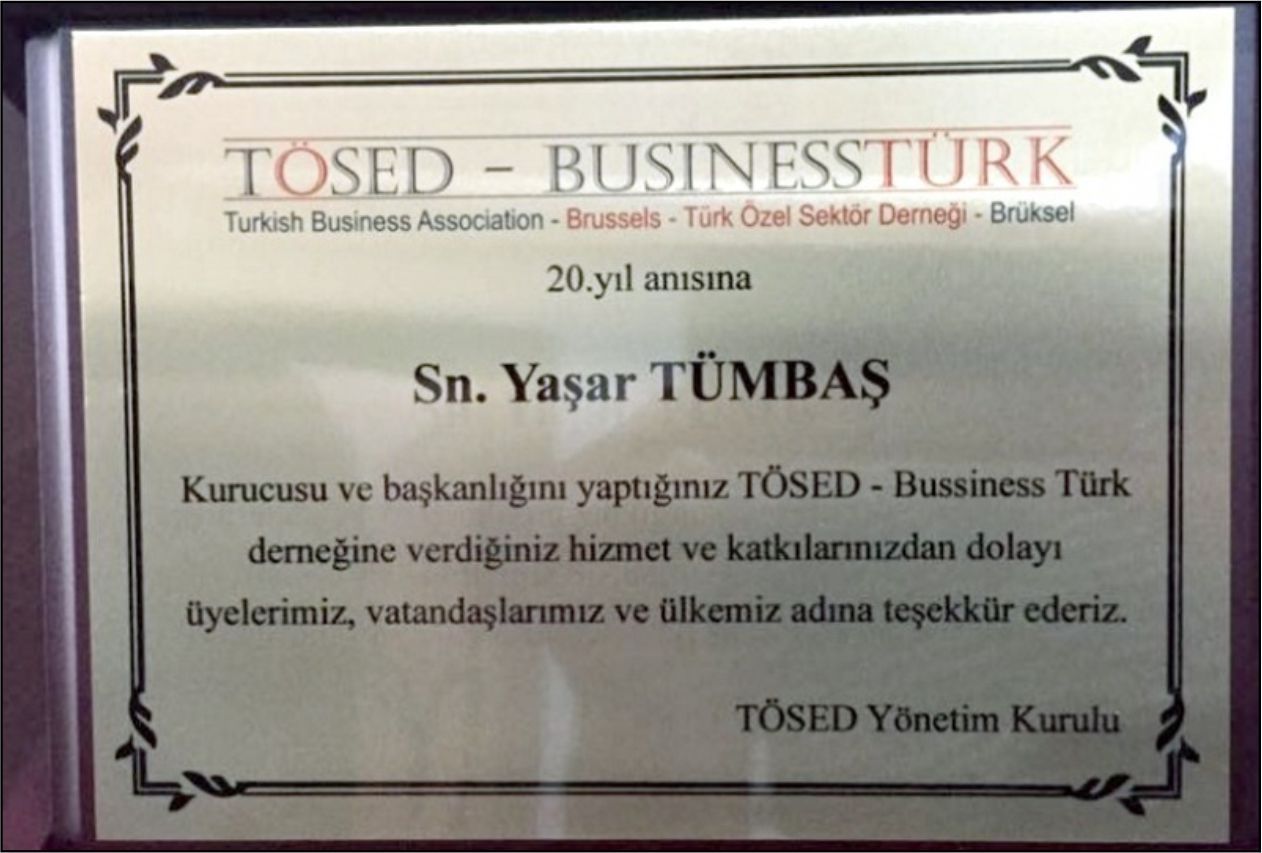 TÖSED - BUSINESSTÜRK
Turkish Business Association - Brussels - Türk Özel Sektör Derneği - Brüksel
20.yıl anısına
Sn. Yaşar TÜMBAŞ
Kurucusu ve başkanlığını yaptığınız TÖSED - Bussiness Türk
derneğine verdiğiniz hizmet ve katkılarınızdan dolayı
üyelerimiz, vatandaşlarımız ve ülkemiz adına teşekkür ederiz.
TÖSED Yönetim Kurulu